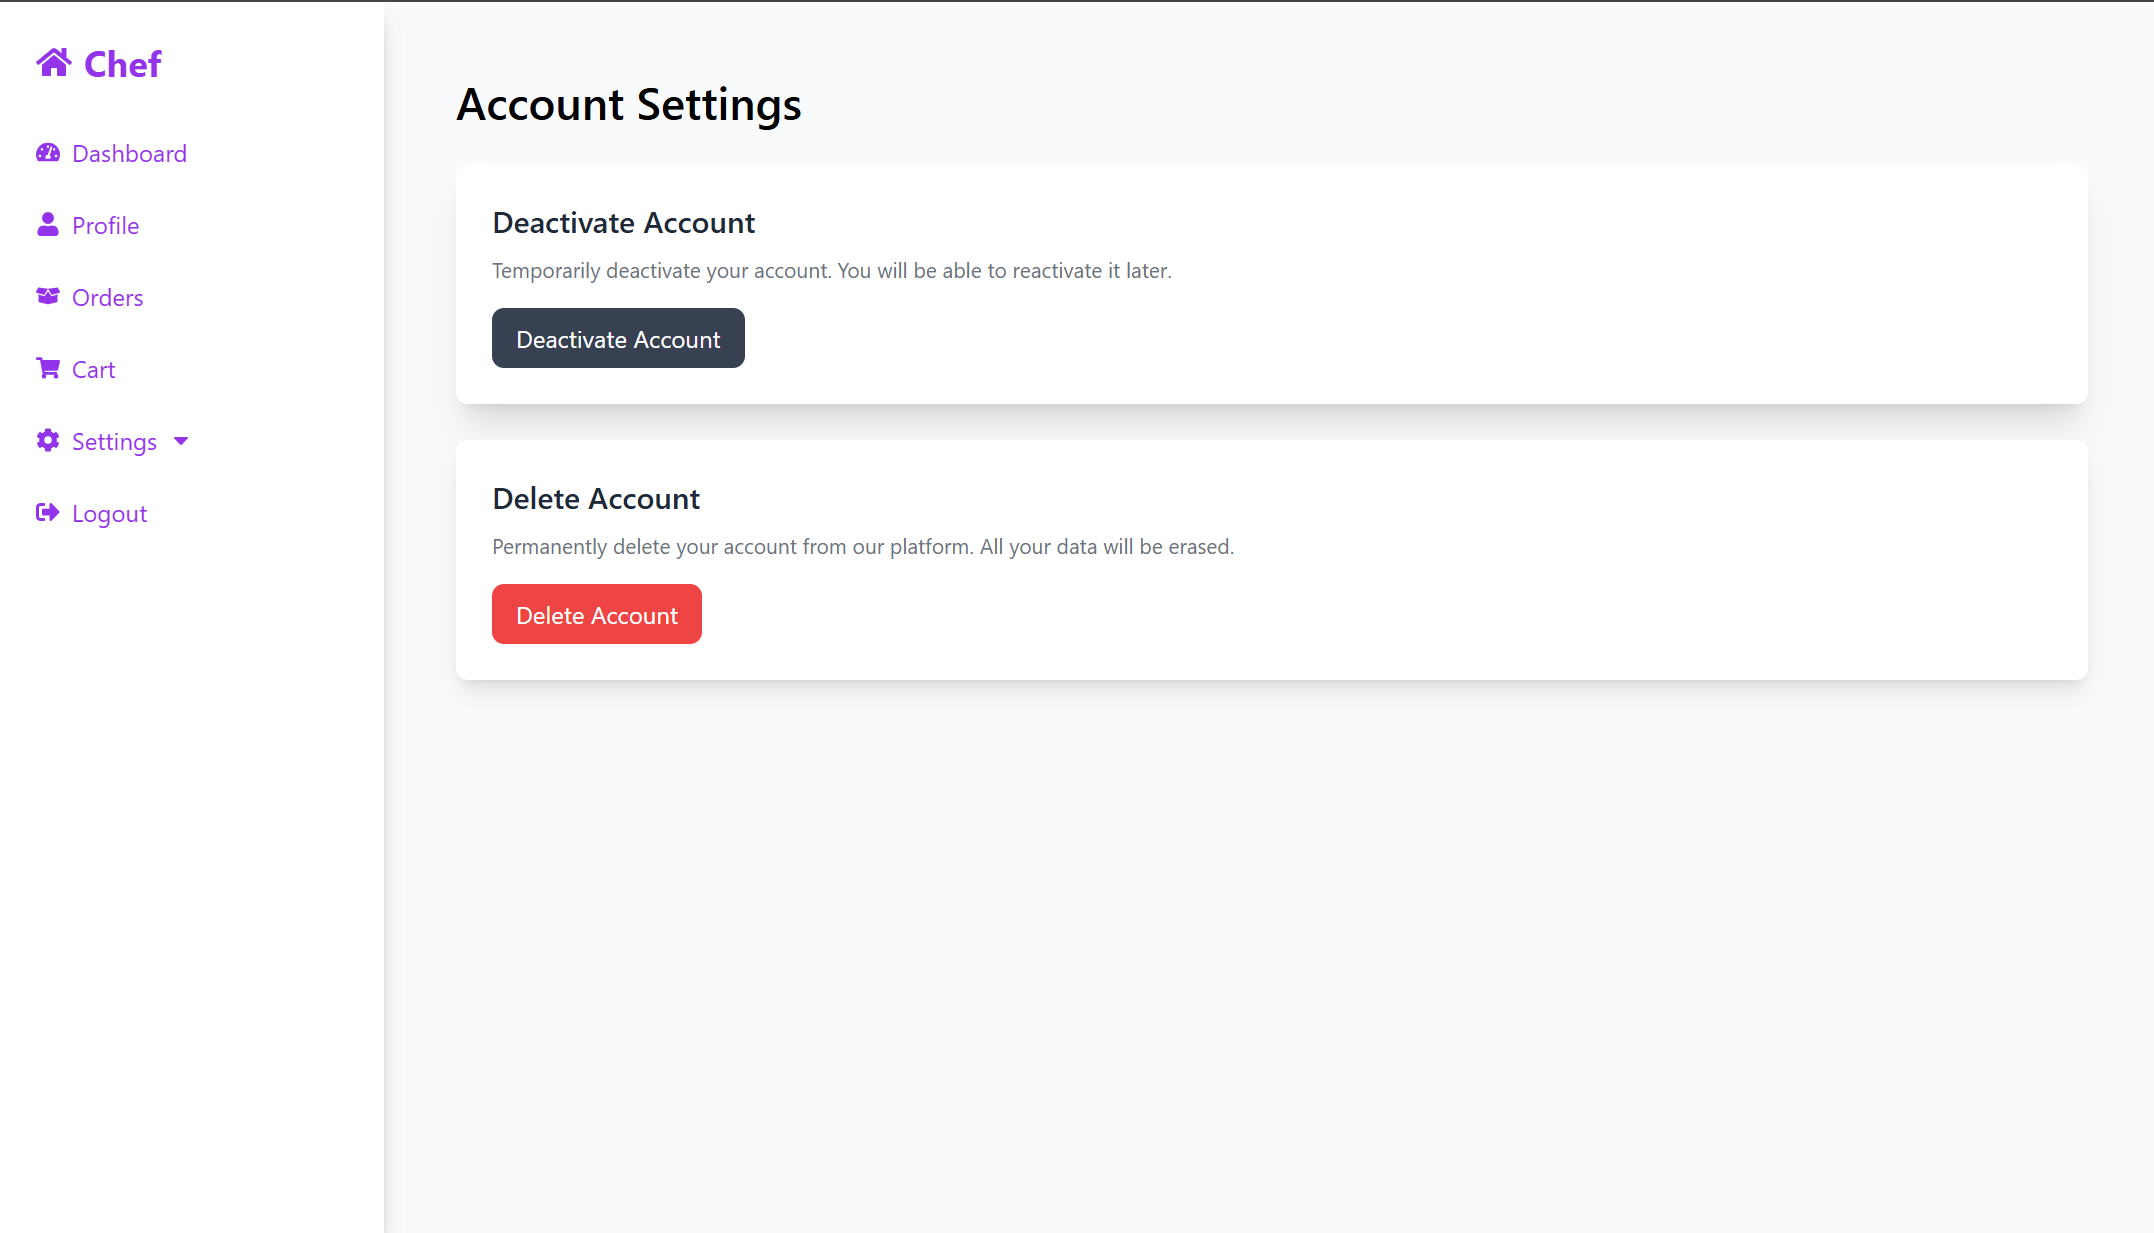 Chef
Dashboard
Profile
Orders
Cart
Settings
Logout
Account Settings
Deactivate Account
Temporarily deactivate your account. You will be able to reactivate it later.
Deactivate Account
Delete Account
Permanently delete your account from our platform. All your data will be erased.
Delete Account